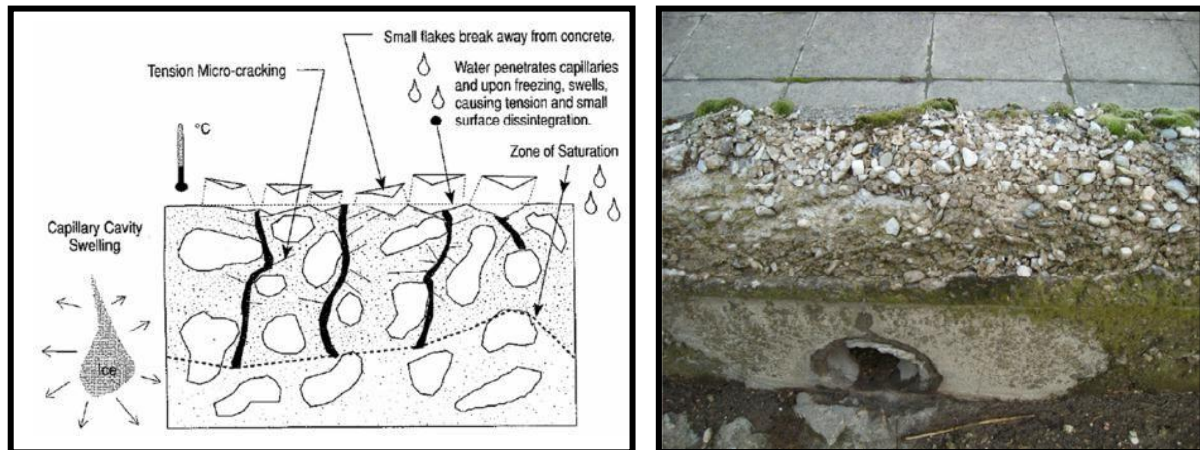 Small flakes break away from concrete.
Tension Micro-cracking
Water penetrates capillaries
and upon freezing, swells,
causing tension and small
surface dissintegration.
°C
Zone of Saturation
Capillary Cavity
Swelling
Ice